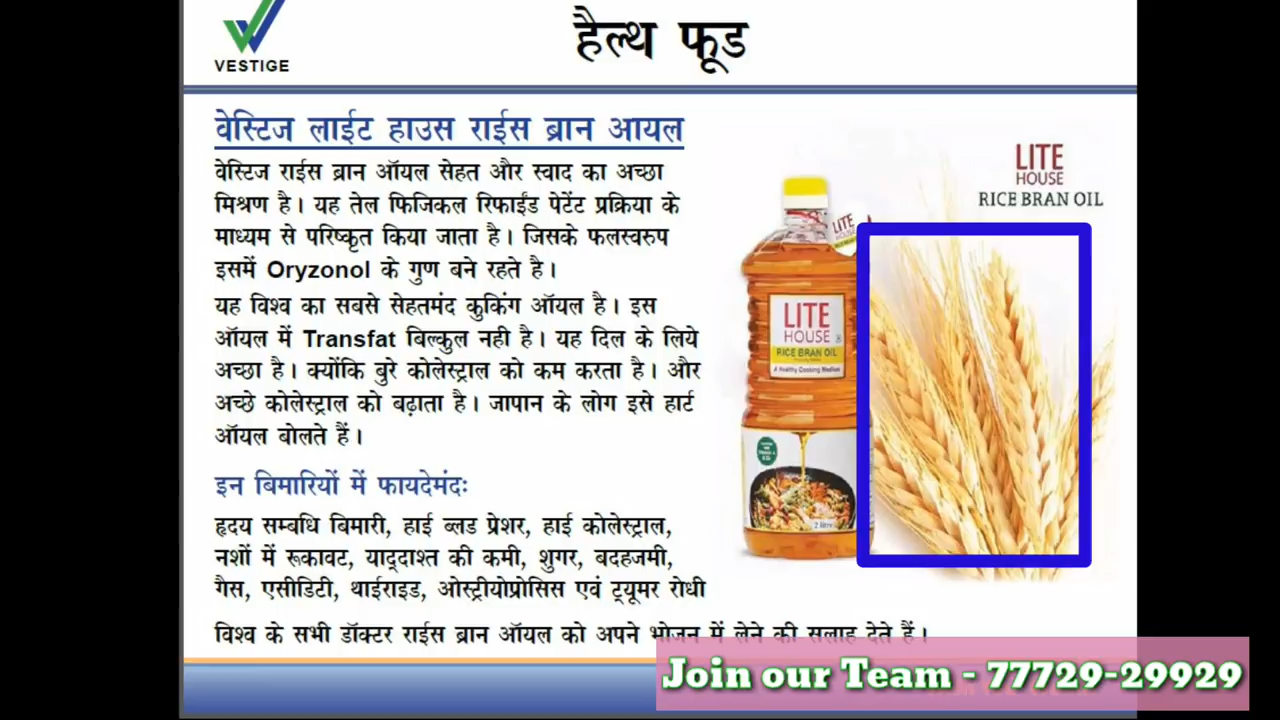 VESTIGE
हैल्थ फूड
वेस्टिज लाईट हाउस राईस ब्रान आयल
वेस्टिज राईस ब्रान ऑयल सेहत और स्वाद का अच्छा
मिश्रण है। यह तेल फिजिकल रिफाईंड पेटेंट प्रक्रिया के
माध्यम से परिष्कृत किया जाता है। जिसके फलस्वरुप
इसमें Oryzonol के गुण बने रहते है।
यह विश्व का सबसे सेहतमंद कुकिंग ऑयल है। इस
ऑयल में Transfat बिल्कुल नही है। यह दिल के लिये
अच्छा है। क्योंकि बुरे कोलेस्ट्राल को कम करता है। और
अच्छे कोलेस्ट्राल को बढ़ाता है। जापान के लोग इसे हार्ट
ऑयल बोलते हैं।
इन बिमारियों में फायदेमंदः
हृदय सम्बधि बिमारी, हाई ब्लड प्रेशर, हाई कोलेस्ट्राल,
नशों में रूकावट, याद्दाश्त की कमी, शुगर, बदहजमी,
गैस, एसीडिटी, थाईराइड, ओस्ट्रीयोप्रोसिस एवं ट्यूमर रोधी
विश्व के सभी डॉक्टर राईस ब्रान ऑयल को अपने भोजन में लेने की सलाह देते हैं।
LITE
HOUSE
RICE BRAN OIL
LITE
HOUSE
LITE
HOUSE
RICE BRAN OIL
A Healthy Cooking Medium
2 litre
Join our Team - 77729-29929